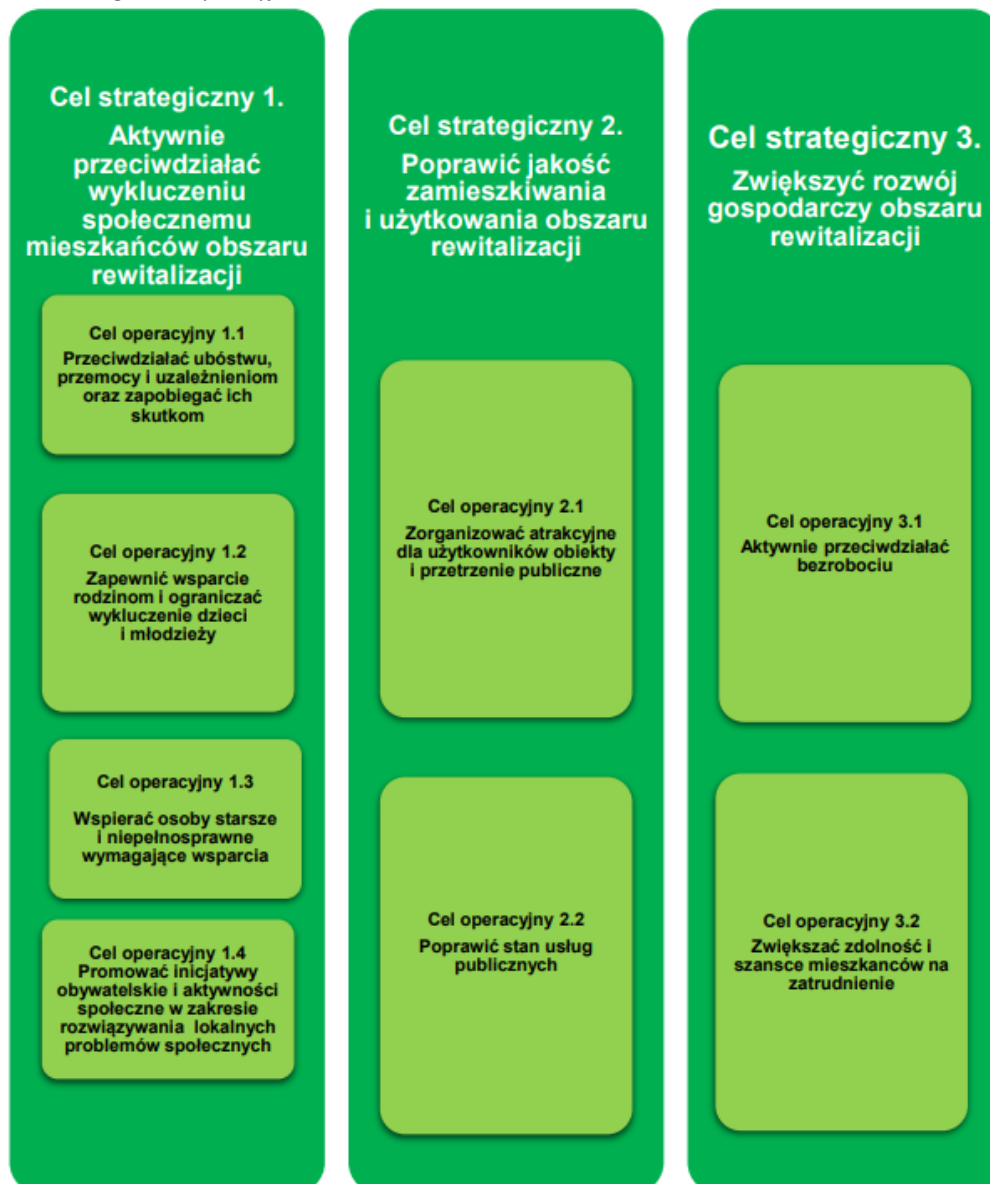 Cel strategiczny 1.
Aktywnie
przeciwdziałać
wykluczeniu
społecznemu
mieszkańców obszaru
rewitalizacji
Cel operacyjny 1.1
Przeciwdziałać ubóstwu,
przemocy i uzależnieniom
oraz zapobiegać ich
skutkom
Cel operacyjny 1.2
Zapewnić wsparcie
rodzinom i ograniczać
wykluczenie dzieci
i młodzieży
Cel operacyjny 1.3
Wspierać osoby starsze
i niepełnosprawne
wymagające wsparcia
Cel operacyjny 1.4
Promować inicjatywy
obywatelskie i aktywności
społeczne w zakresie
rozwiązywania lokalnych
problemów społecznych
Cel strategiczny 2.
Poprawić jakość
zamieszkiwania
i użytkowania obszaru
rewitalizacji
Cel operacyjny 2.1
Zorganizować atrakcyjne
dla użytkowników obiekty
i przetrzenie publiczne
Cel operacyjny 2.2
Poprawić stan usług
publicznych
Cel strategiczny 3.
Zwiększyć rozwój
gospodarczy obszaru
rewitalizacji
Cel operacyjny 3.1
Aktywnie przeciwdziałać
bezrobociu
Cel operacyjny 3.2
Zwiększać zdolność i
szansce mieszkanców na
zatrudnienie